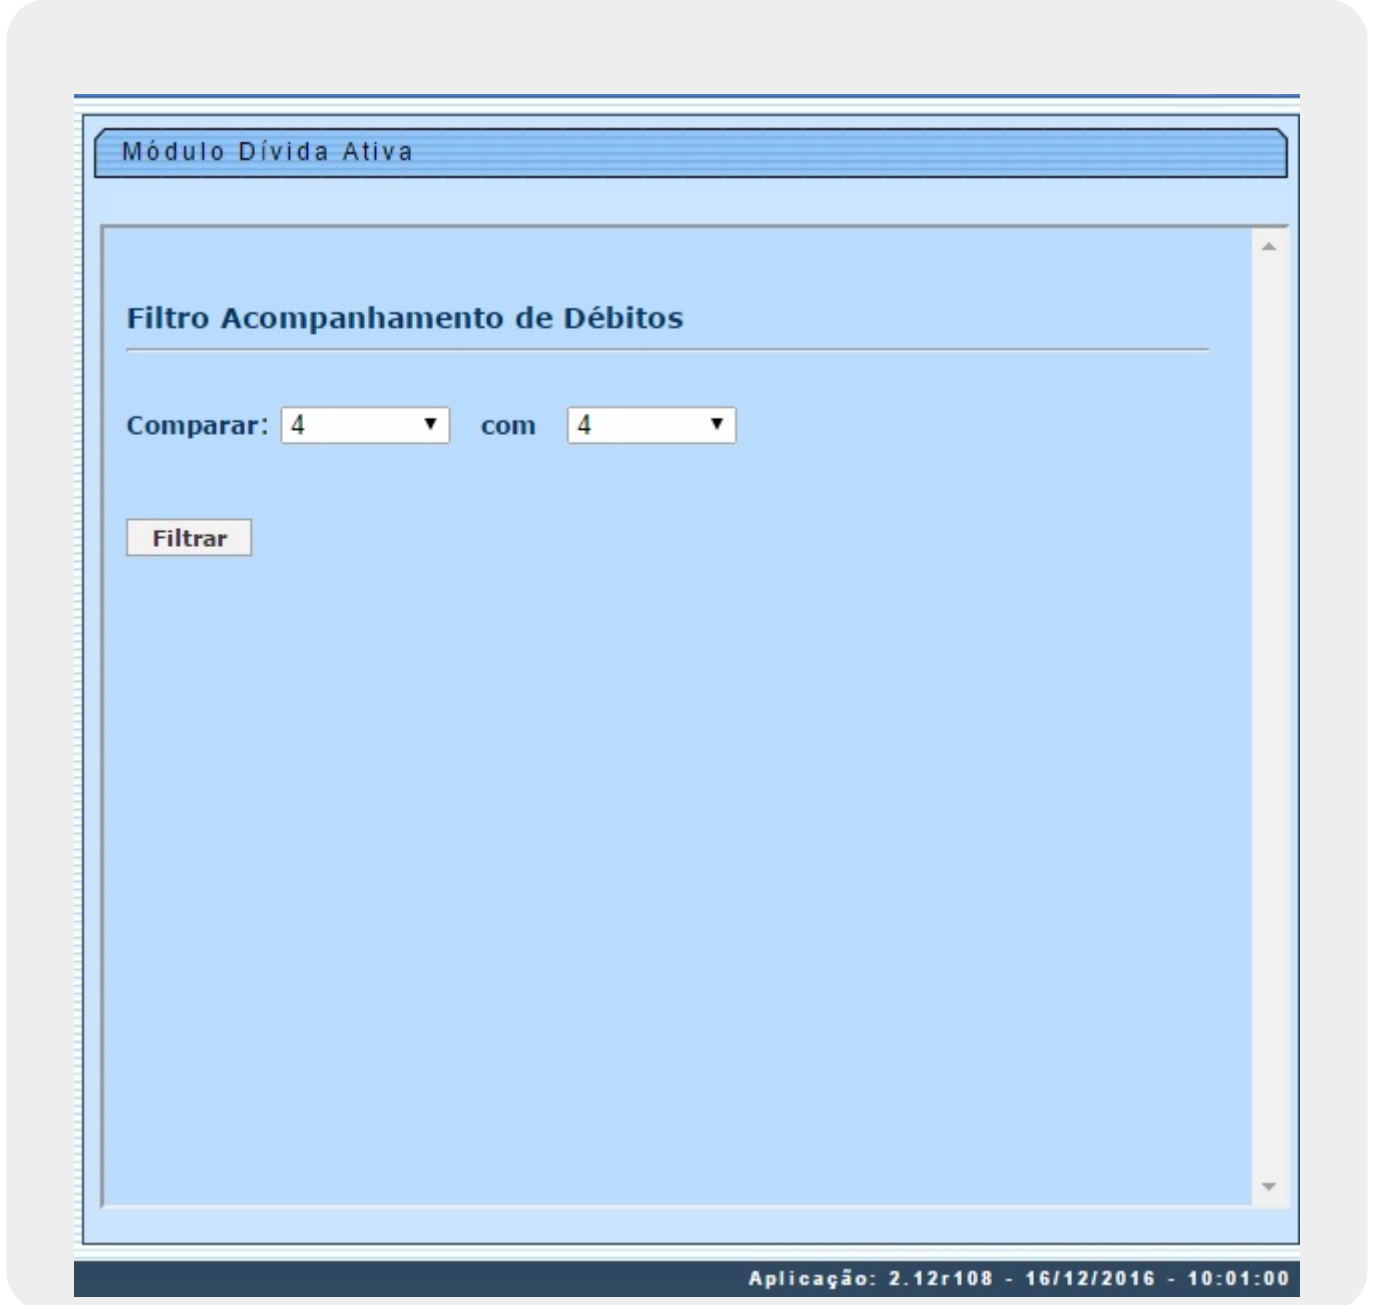 Módulo Dívida Ativa
Filtro Acompanhamento de Débitos
Comparar: 4 com 4
Filtrar
Aplicação: 2.12r108 - 16/12/2016 - 10:01:00